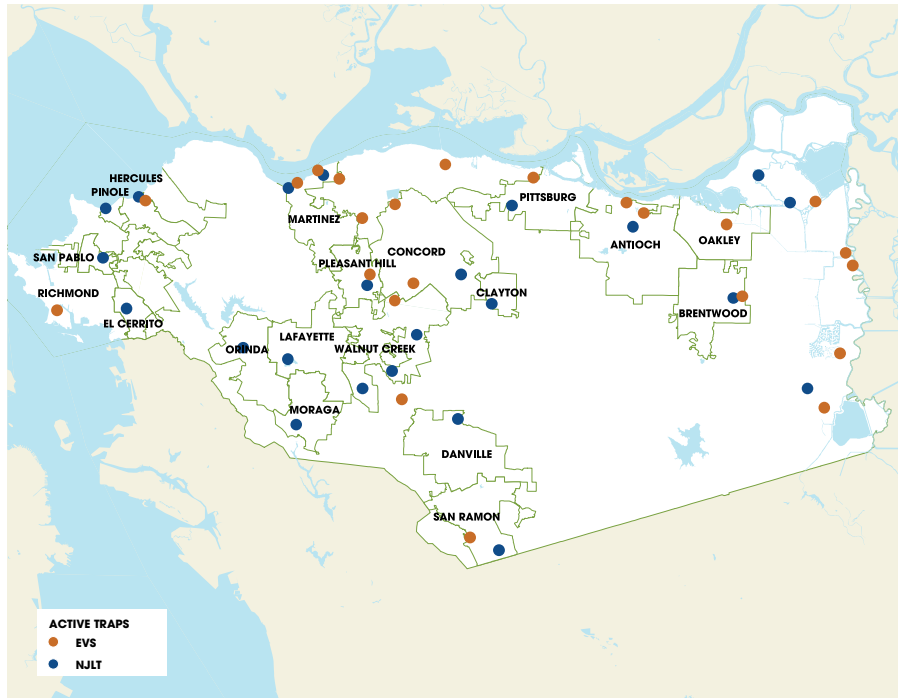 HERCULES
PINOLE
SAN PABLO
RICHMOND
EL CERRITO
MARTINEZ
CONCORD
PLEASANT HILL
CLAYTON
PITTSBURG
ANTIOCH
OAKLEY
BRENTWOOD
ORINDA
LAFAYETTE
WALNUT CREEK
MORAGA
DANVILLE
SAN RAMON
ACTIVE TRAPS
EVS
NJLT